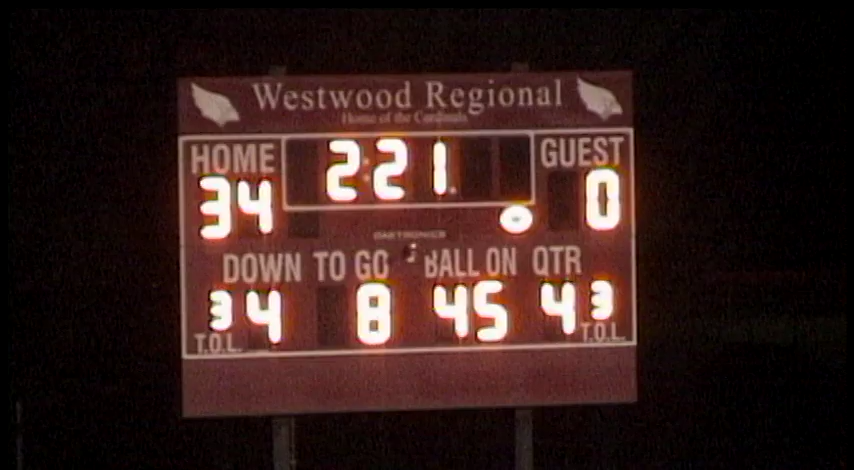 Westwood Regional
Home of the Cardinals
HOME 2:21. GUEST
34 0
DAKTRONICS
DOWN TO GO BALL ON QTR
3 4 8 45 4 3
T.O.L. T.O.L.